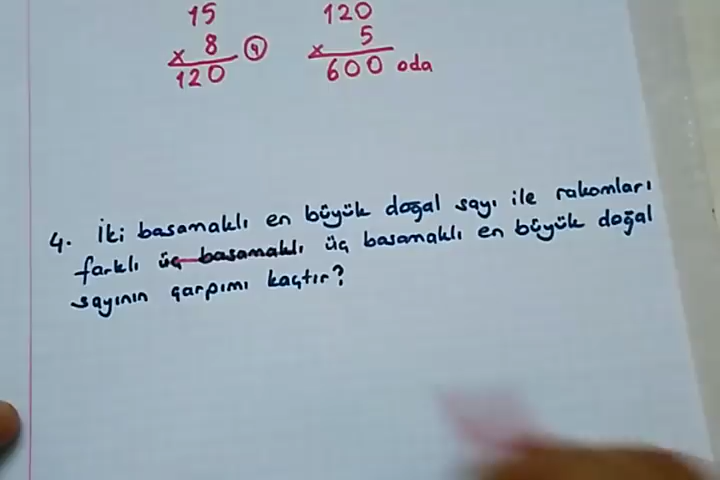 15
x 8 ④
120
120
x 5
600 oda
4. İki basamaklı en büyük doğal sayı ile rakamları
farklı üç basamaklı üç basamaklı en büyük doğal
sayının çarpımı kaçtır?